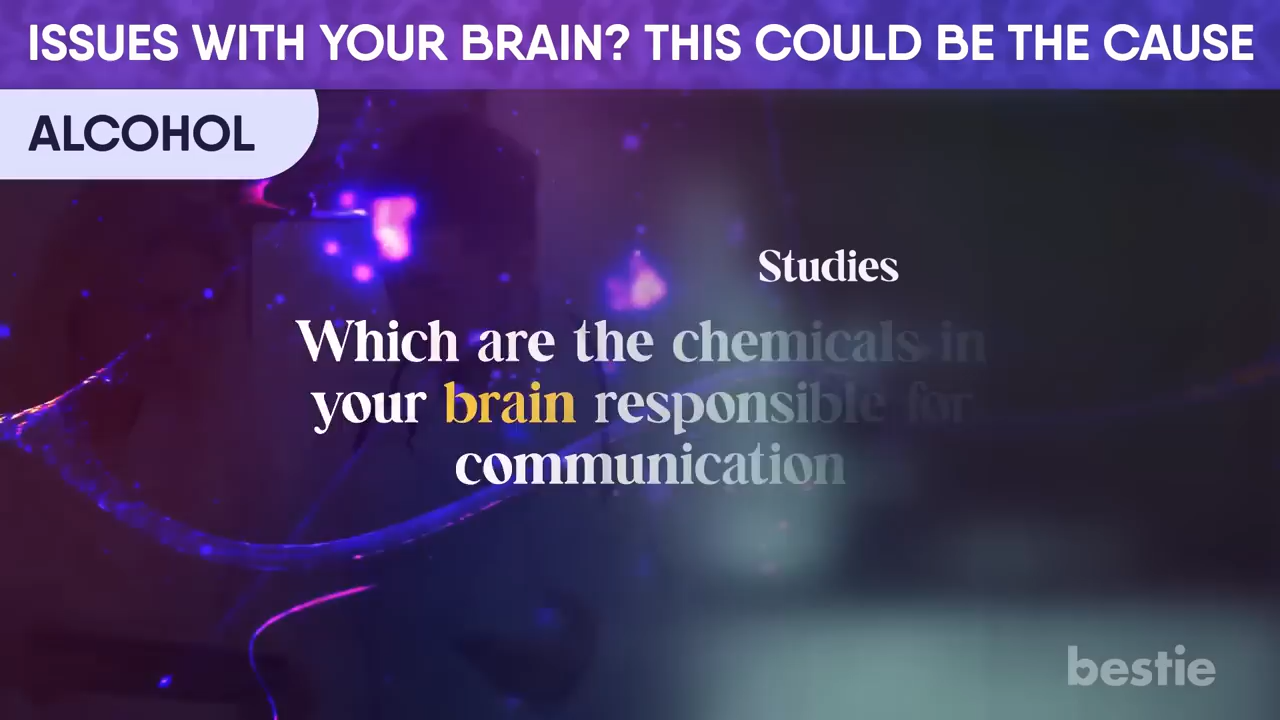 ISSUES WITH YOUR BRAIN? THIS COULD BE THE CAUSE
ALCOHOL
Studies
Which are the chemicals in
your brain responsible for
communication
bestie